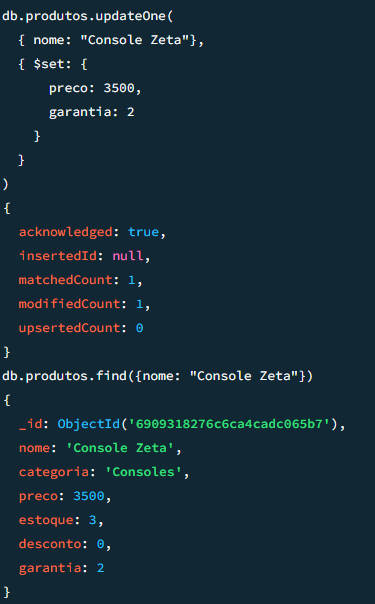 db.produtos.updateOne(
  { nome: "Console Zeta"},
  { $set: {
      preco: 3500,
      garantia: 2
    }
  }
)
{
  acknowledged: true,
  insertedId: null,
  matchedCount: 1,
  modifiedCount: 1,
  upsertedCount: 0
}
db.produtos.find({nome: "Console Zeta"})
{
  _id: ObjectId('6909318276c6ca4cadc065b7'),
  nome: 'Console Zeta',
  categoria: 'Consoles',
  preco: 3500,
  estoque: 3,
  desconto: 0,
  garantia: 2
}